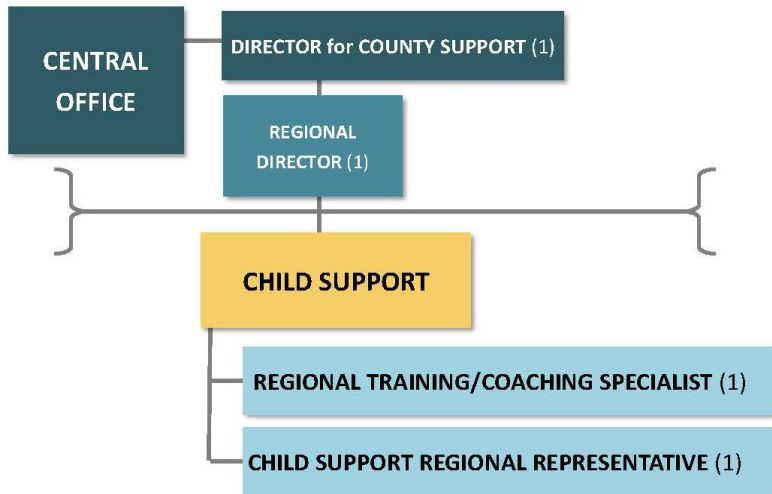 CENTRAL
OFFICE
DIRECTOR for COUNTY SUPPORT (1)
REGIONAL
DIRECTOR (1)
CHILD SUPPORT
REGIONAL TRAINING/COACHING SPECIALIST (1)
CHILD SUPPORT REGIONAL REPRESENTATIVE (1)